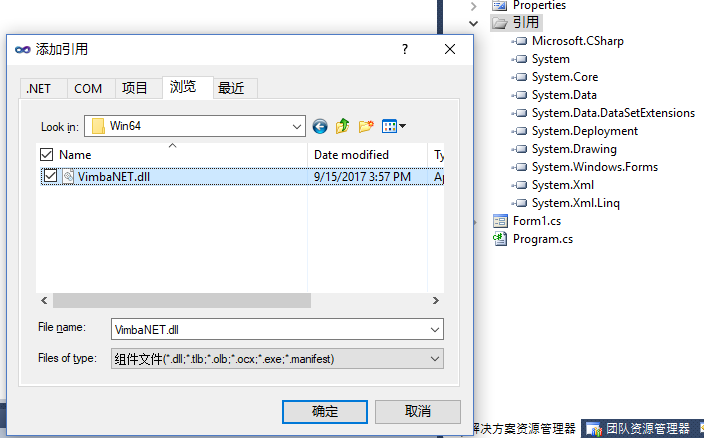 添加引用
.NET COM 项目 浏览 最近
Look in: Win64
Name Date modified Ty
VimbaNET.dll 9/15/2017 3:57 PM Ap
File name: VimbaNET.dll
Files of type: 组件文件(*.dll;*.tlb;*.olb;*.ocx;*.exe;*.manifest)
确定 取消
Properties
引用
Microsoft.CSharp
System
System.Core
System.Data
System.Data.DataSetExtensions
System.Deployment
System.Drawing
System.Windows.Forms
System.Xml
System.Xml.Linq
Form1.cs
Program.cs
解决方案资源管理器 团队资源管理器